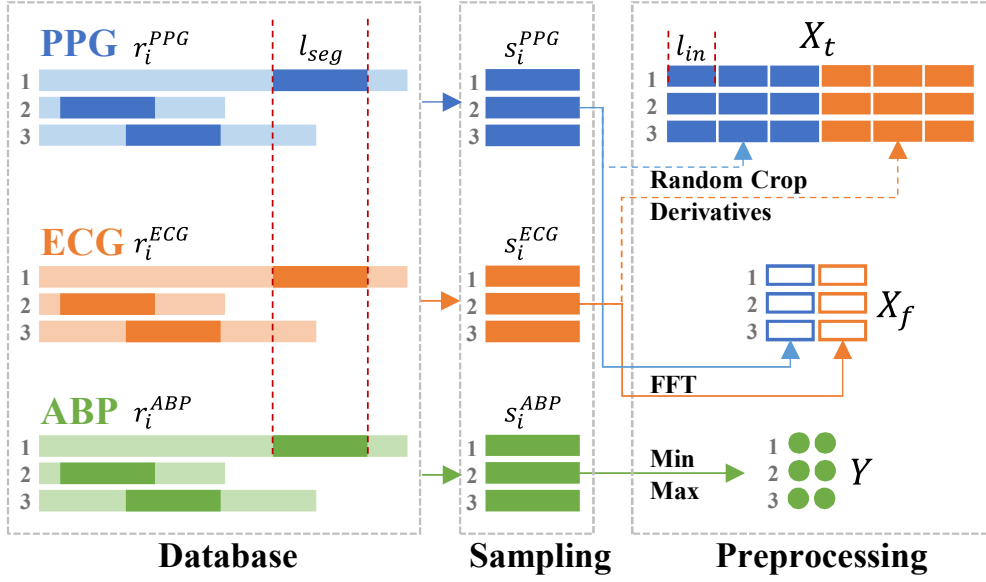 PPG r_i^{PPG} l_{seg}
1
2
3
ECG r_i^{ECG}
1
2
3
ABP r_i^{ABP}
1
2
3
Database
s_i^{PPG}
1
2
3
s_i^{ECG}
1
2
3
s_i^{ABP}
1
2
3
Sampling
l_{in} X_t
1
2
3
Random Crop
Derivatives
1
2
3
X_f
FFT
Min
Max
1
2
3
Y
Preprocessing